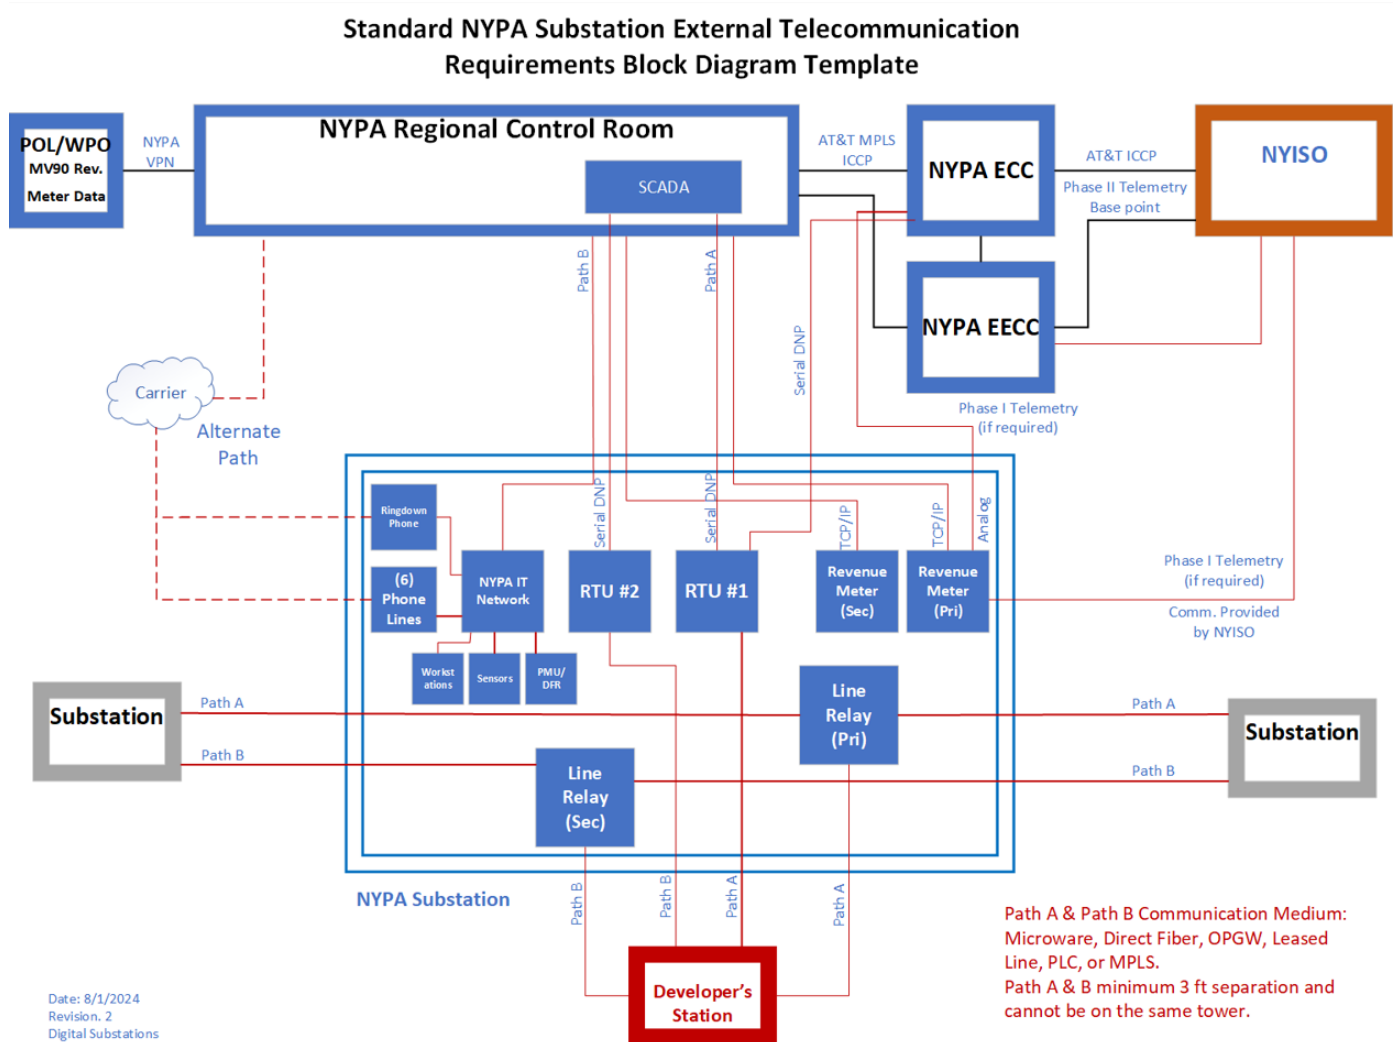 Standard NYPA Substation External Telecommunication
Requirements Block Diagram Template
POL/WPO
MV90 Rev.
Meter Data
NYPA
VPN
NYPA Regional Control Room
SCADA
AT&T MPLS
ICCP
NYPA ECC
AT&T ICCP
Phase II Telemetry
Base point
NYISO
Path B
Path A
NYPA EECC
Serial DNP
Carrier
Alternate
Path
Phase I Telemetry
(if required)
Ringdown
Phone
Serial DNP
Serial DNP
TCP/IP
TCP/IP
Analog
(6)
Phone
Lines
NYPA IT
Network
RTU #2
RTU #1
Revenue
Meter
(Sec)
Revenue
Meter
(Pri)
Phase I Telemetry
(if required)
Comm. Provided
by NYISO
Workst
ations
Sensors
PMU/
DFR
Substation
Path A
Path B
Line
Relay
(Pri)
Line
Relay
(Sec)
Path A
Path B
Substation
NYPA Substation
Path B
Path B
Path A
Path A
Developer's
Station
Path A & Path B Communication Medium:
Microware, Direct Fiber, OPGW, Leased
Line, PLC, or MPLS.
Path A & B minimum 3 ft separation and
cannot be on the same tower.
Date: 8/1/2024
Revision. 2
Digital Substations